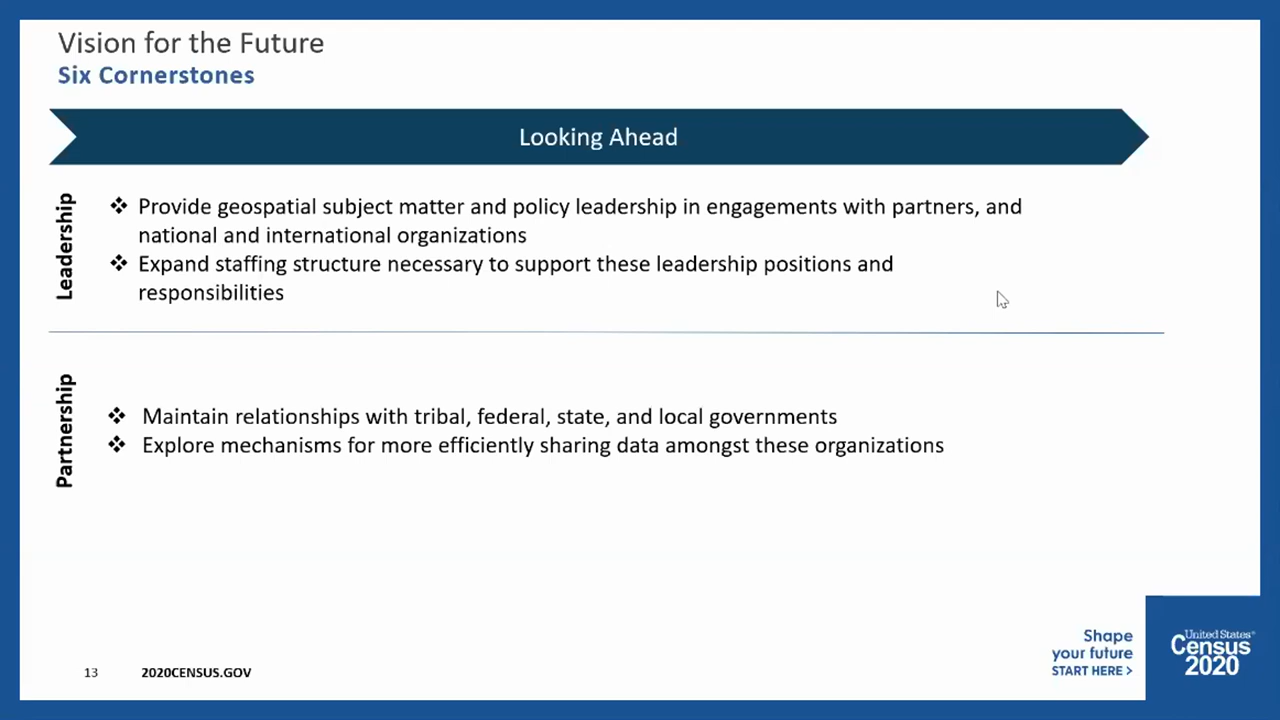 Vision for the Future
Six Cornerstones
Looking Ahead
Leadership
❖ Provide geospatial subject matter and policy leadership in engagements with partners, and
national and international organizations
❖ Expand staffing structure necessary to support these leadership positions and
responsibilities
Partnership
❖ Maintain relationships with tribal, federal, state, and local governments
❖ Explore mechanisms for more efficiently sharing data amongst these organizations
13 2020CENSUS.GOV
Shape
your future
START HERE >
United States®
Census
2020